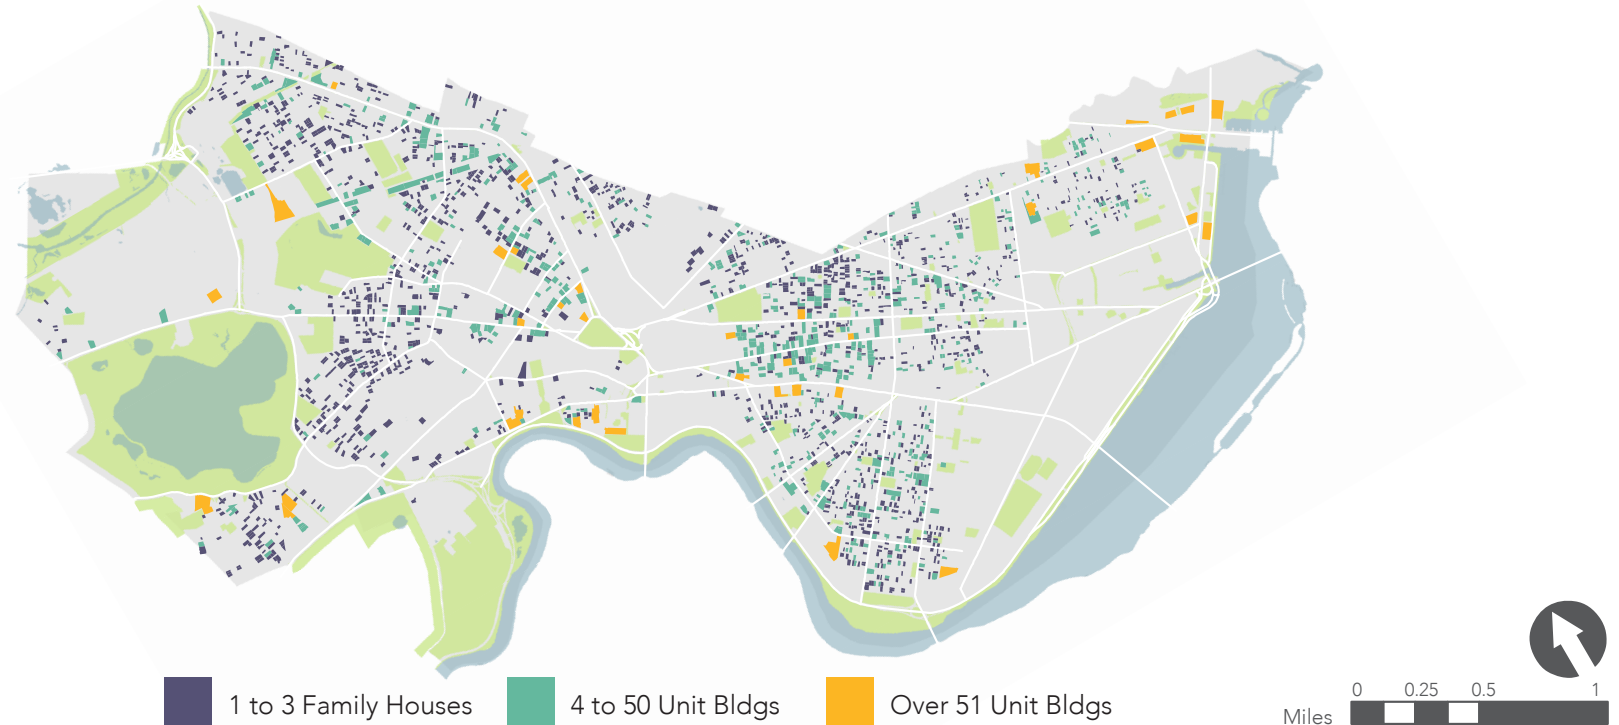 1 to 3 Family Houses
4 to 50 Unit Bldgs
Over 51 Unit Bldgs
0 0.25 0.5 1
Miles